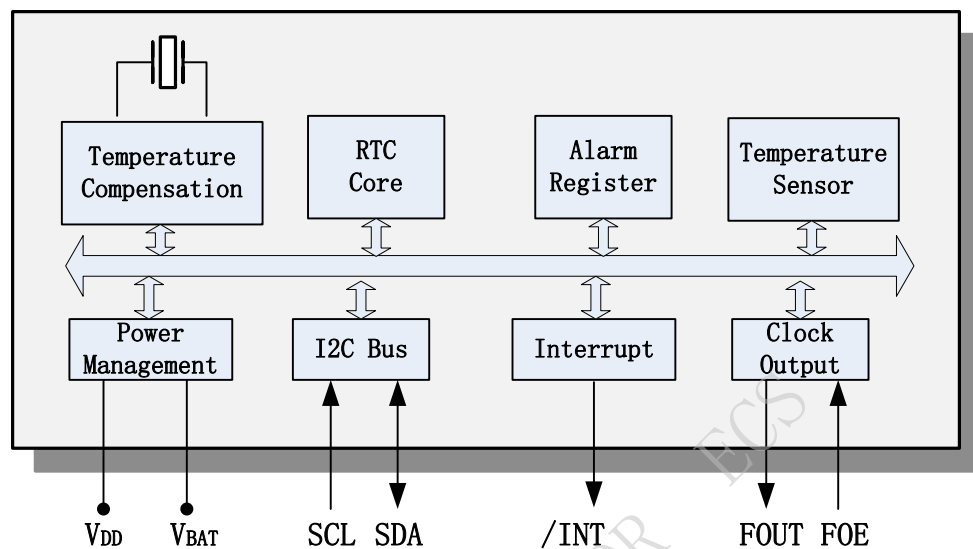 Temperature
Compensation
RTC
Core
Alarm
Register
Temperature
Sensor
Power
Management
I2C Bus
Interrupt
Clock
Output
ECS
VDD VBAT SCL SDA /INT FOUT FOE